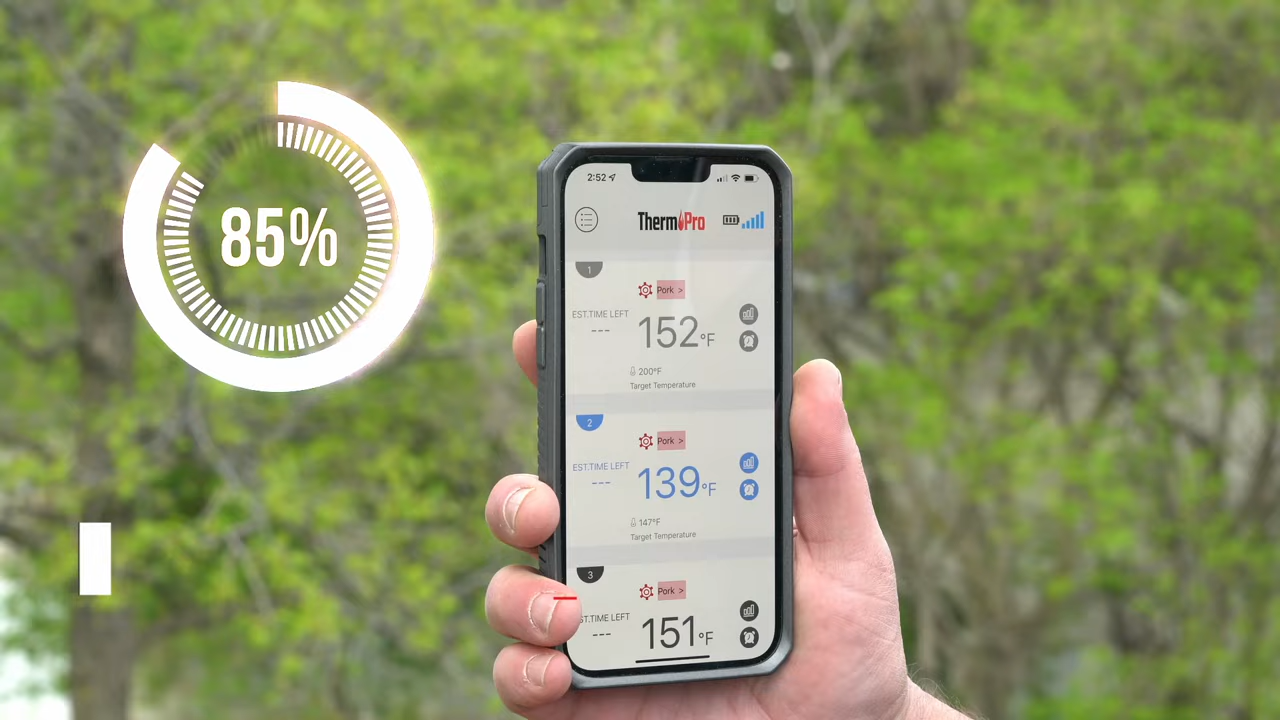 85%
2:52
ThermoPro
1
Pork >
EST.TIME LEFT
---
152°F
200°F
Target Temperature
2
Pork >
EST.TIME LEFT
---
139°F
147°F
Target Temperature
3
Pork >
ST.TIME LEFT
---
151°F